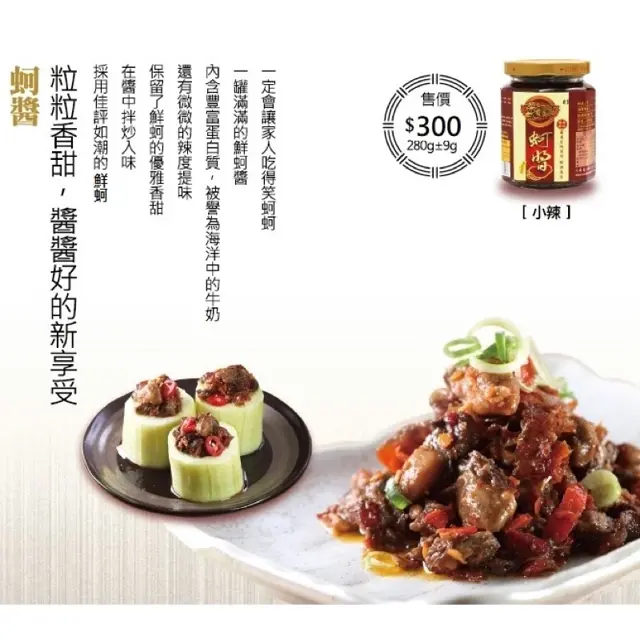 蚵醬
粒粒香甜，醬醬好的新享受
採用佳評如潮的 鮮蚵
在醬中拌炒入味
保留了鮮蚵的優雅香甜
還有微微的辣度提味
內含豐富蛋白質，被譽為海洋中的牛奶
一罐滿滿的鮮蚵醬
一定會讓家人吃得笑蚵蚵
售價
$300
280g±9g
蚵醬
[ 小辣 ]